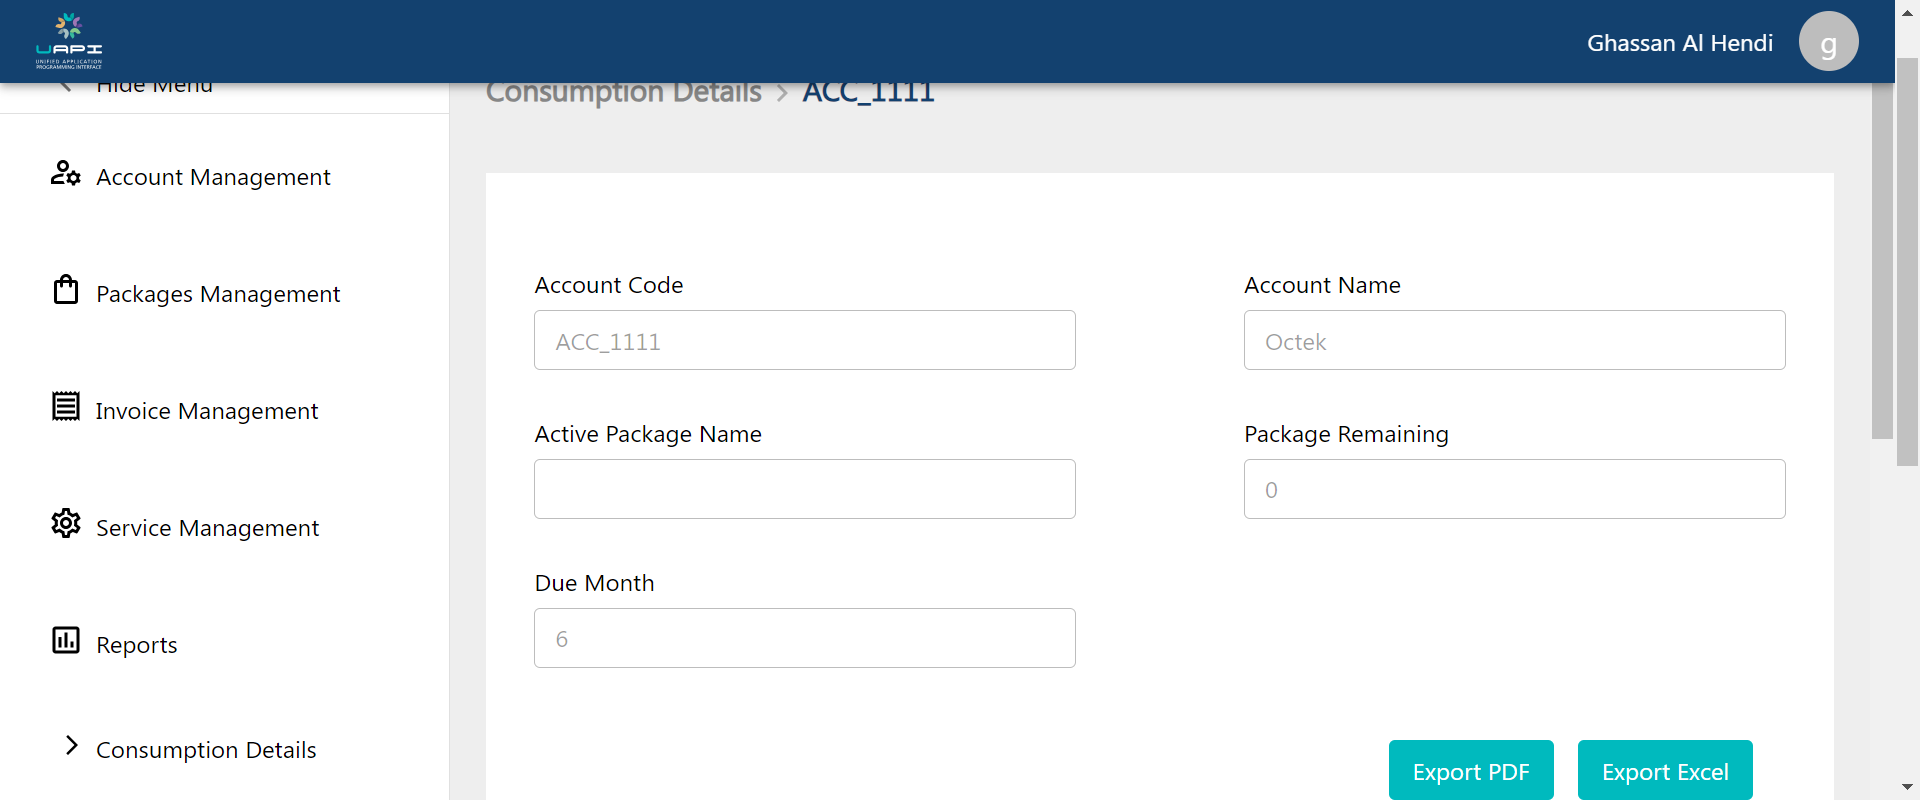 UAPI
UNIFIED APPLICATION
PROGRAMMING INTERFACE
Ghassan Al Hendi
g
Hide Menu
Account Management
Packages Management
Invoice Management
Service Management
Reports
Consumption Details
Consumption Details > ACC_1111
Account Code
ACC_1111
Account Name
Octek
Active Package Name
Package Remaining
0
Due Month
6
Export PDF
Export Excel